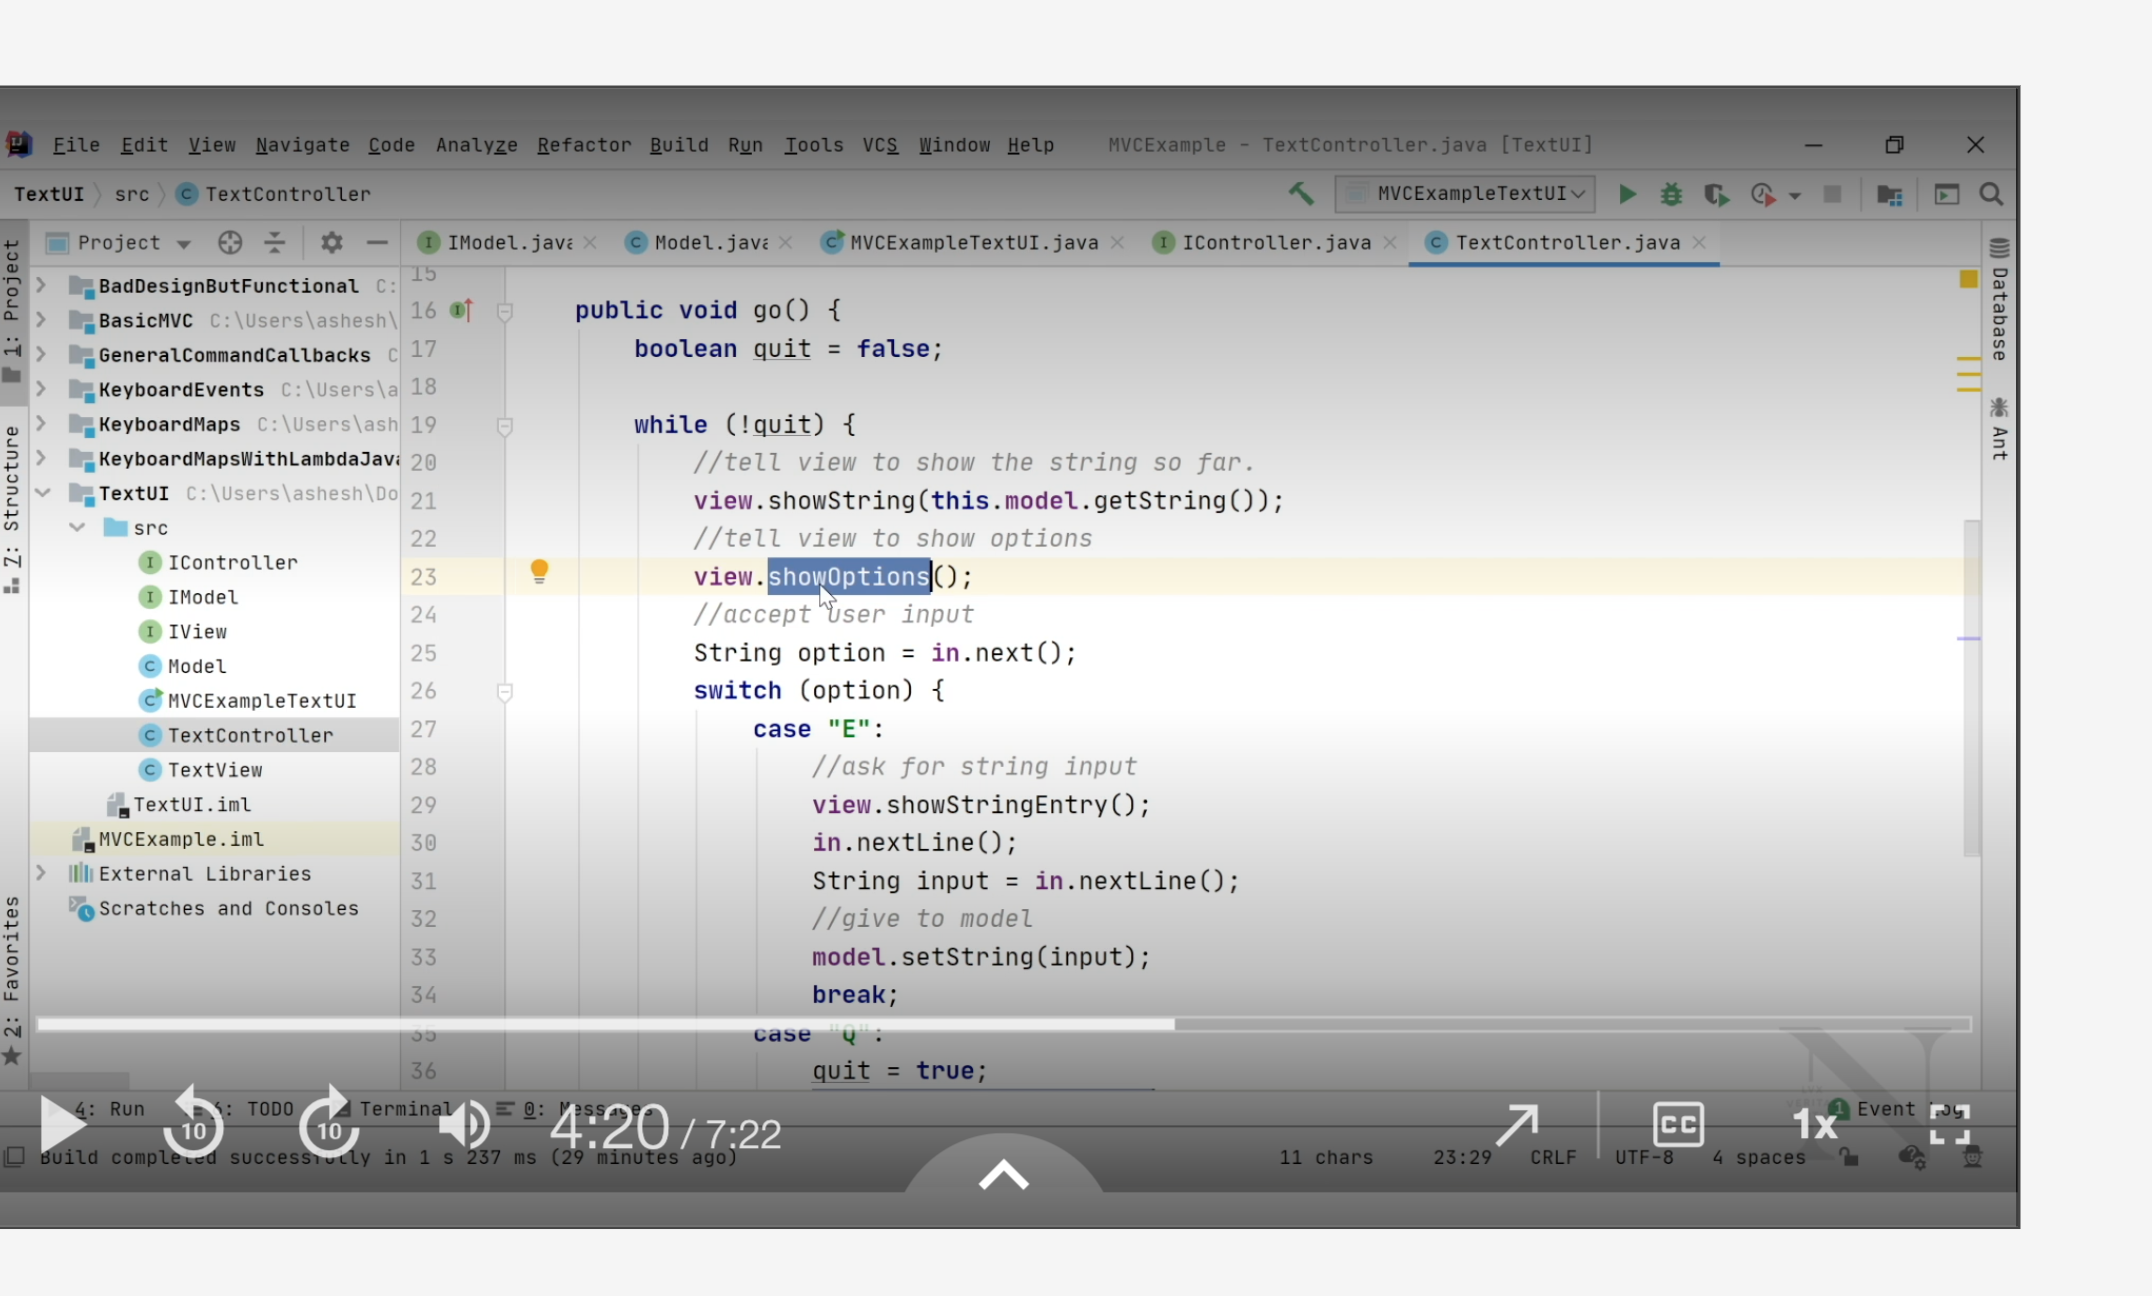 File Edit View Navigate Code Analyze Refactor Build Run Tools VCS Window Help MVCExample - TextController.java [TextUI]
TextUI src TextController
MVCExampleTextUI
Project
IModel.java Model.java MVCExampleTextUI.java IController.java TextController.java
1: Project
Z: Structure
2: Favorites
BadDesignButFunctional C:
BasicMVC C:\Users\ashesh\
GeneralCommandCallbacks C
KeyboardEvents C:\Users\a
KeyboardMaps C:\Users\ash
KeyboardMapsWithLambdaJava
TextUI C:\Users\ashesh\Do
src
IController
IModel
IView
Model
MVCExampleTextUI
TextController
TextView
TextUI.iml
MVCExample.iml
External Libraries
Scratches and Consoles
15
16 public void go() {
17 boolean quit = false;
18
19 while (!quit) {
20 //tell view to show the string so far.
21 view.showString(this.model.getString());
22 //tell view to show options
23 view.showOptions();
24 //accept user input
25 String option = in.next();
26 switch (option) {
27 case "E":
28 //ask for string input
29 view.showStringEntry();
30 in.nextLine();
31 String input = in.nextLine();
32 //give to model
33 model.setString(input);
34 break;
35 case "Q":
36 quit = true;
Database
Ant
4: Run 6: TODO Terminal 0: Messages 1 Event Log
10 10 4:20 / 7:22 CC 1x
Build completed successfully in 1 s 237 ms (29 minutes ago) 11 chars 23:29 CRLF UTF-8 4 spaces